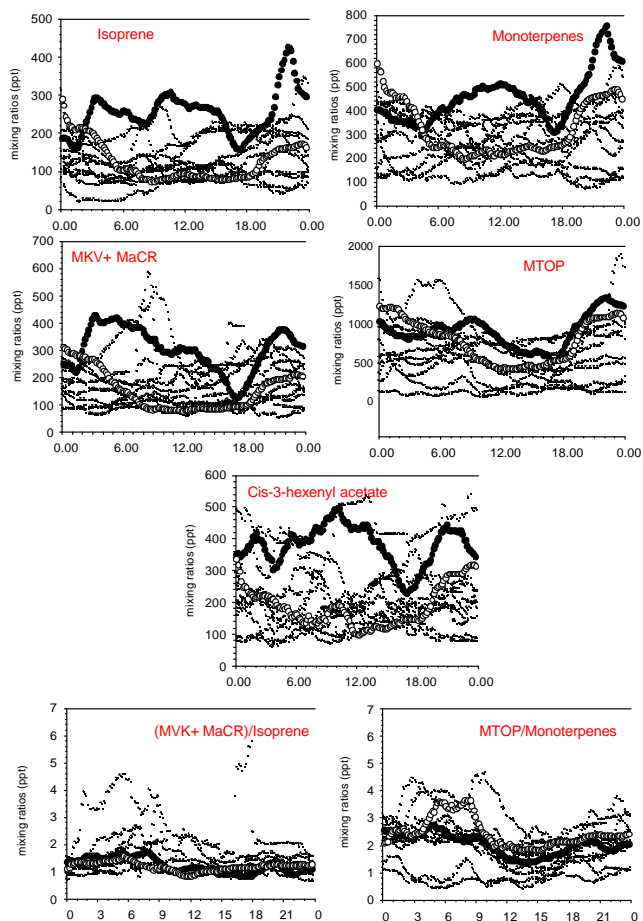 Isoprene
mixing ratios (ppt)
500
400
300
200
100
0
0.00 6.00 12.00 18.00 0.00
Monoterpenes
800
700
600
500
400
300
200
100
0
0.00 6.00 12.00 18.00 0.00
MKV+ MaCR
mixing ratios (ppt)
700
600
500
400
300
200
100
0
0.00 6.00 12.00 18.00 0.00
MTOP
2000
1500
1000
500
0
0.00 6.00 12.00 18.00 0.00
Cis-3-hexenyl acetate
mixing ratios (ppt)
600
500
400
300
200
100
0
0.00 6.00 12.00 18.00 0.00
(MVK+ MaCR)/Isoprene
mixing ratios (ppt)
7
6
5
4
3
2
1
0
0 3 6 9 12 15 18 21 0
MTOP/Monoterpenes
mixing ratios (ppt)
7
6
5
4
3
2
1
0
0 3 6 9 12 15 18 21 0